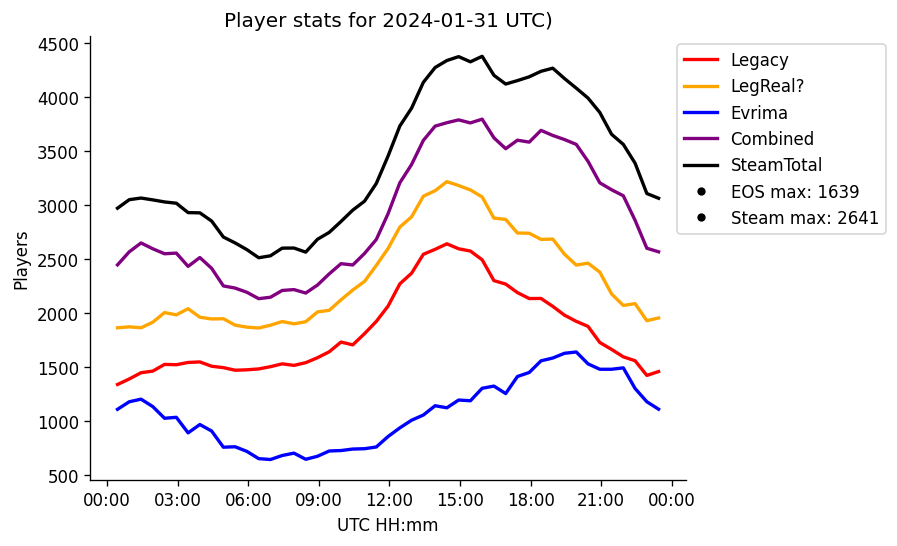 Player stats for 2024-01-31 UTC)
4500
4000
3500
3000
2500
2000
1500
1000
500
Players
00:00 03:00 06:00 09:00 12:00 15:00 18:00 21:00 00:00
UTC HH:mm
Legacy
LegReal?
Evrima
Combined
SteamTotal
EOS max: 1639
Steam max: 2641